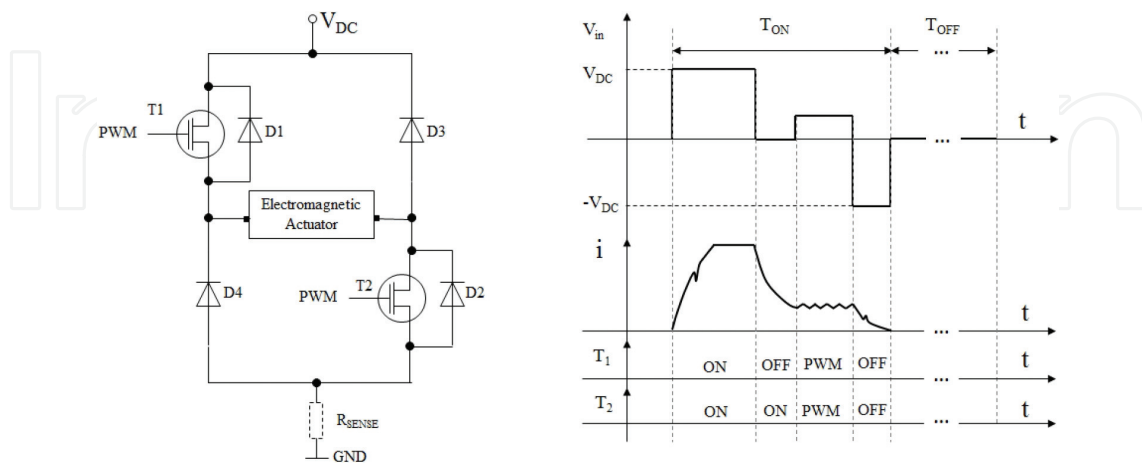 V_DC
T1
PWM
D1
D3
Electromagnetic
Actuator
D4
T2
PWM
D2
R_SENSE
GND
V_in
T_ON
T_OFF
...
V_DC
t
...
-V_DC
i
t
...
T_1
ON
OFF
PWM
OFF
...
t
T_2
ON
ON
PWM
OFF
...
t